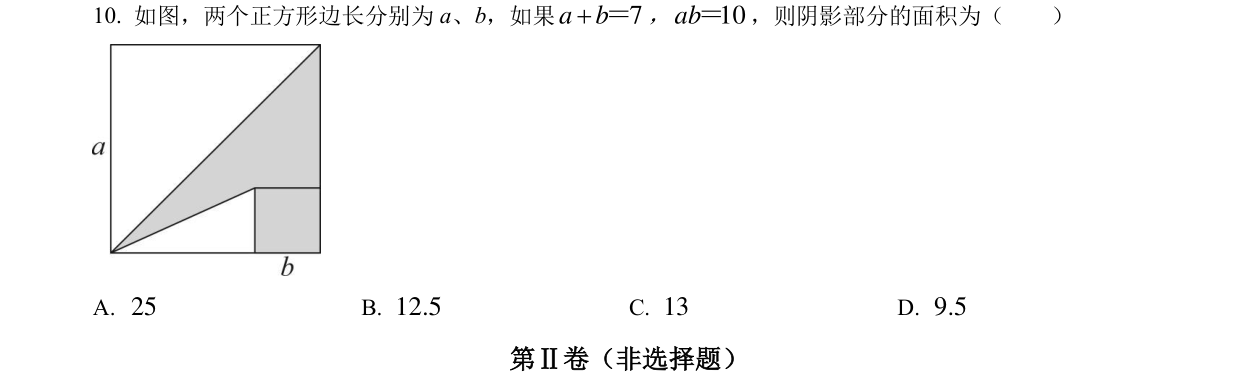 10. 如图，两个正方形边长分别为 a、b，如果 a+b=7，ab=10，则阴影部分的面积为（  ）
a
b
A. 25 B. 12.5 C. 13 D. 9.5
第Ⅱ卷（非选择题）